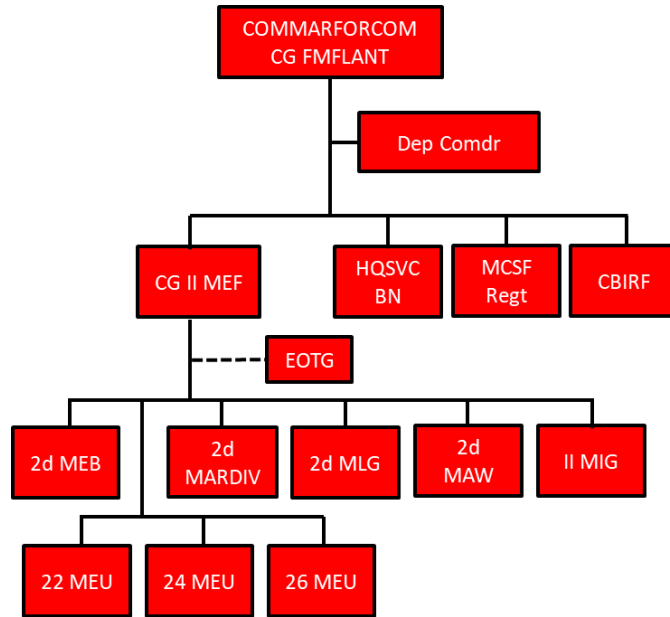 COMMARFORCOM
CG FMFLANT
Dep Comdr
CG II MEF
HQSVC
BN
MCSF
Regt
CBIRF
EOTG
2d MEB
2d
MARDIV
2d MLG
2d
MAW
II MIG
22 MEU
24 MEU
26 MEU